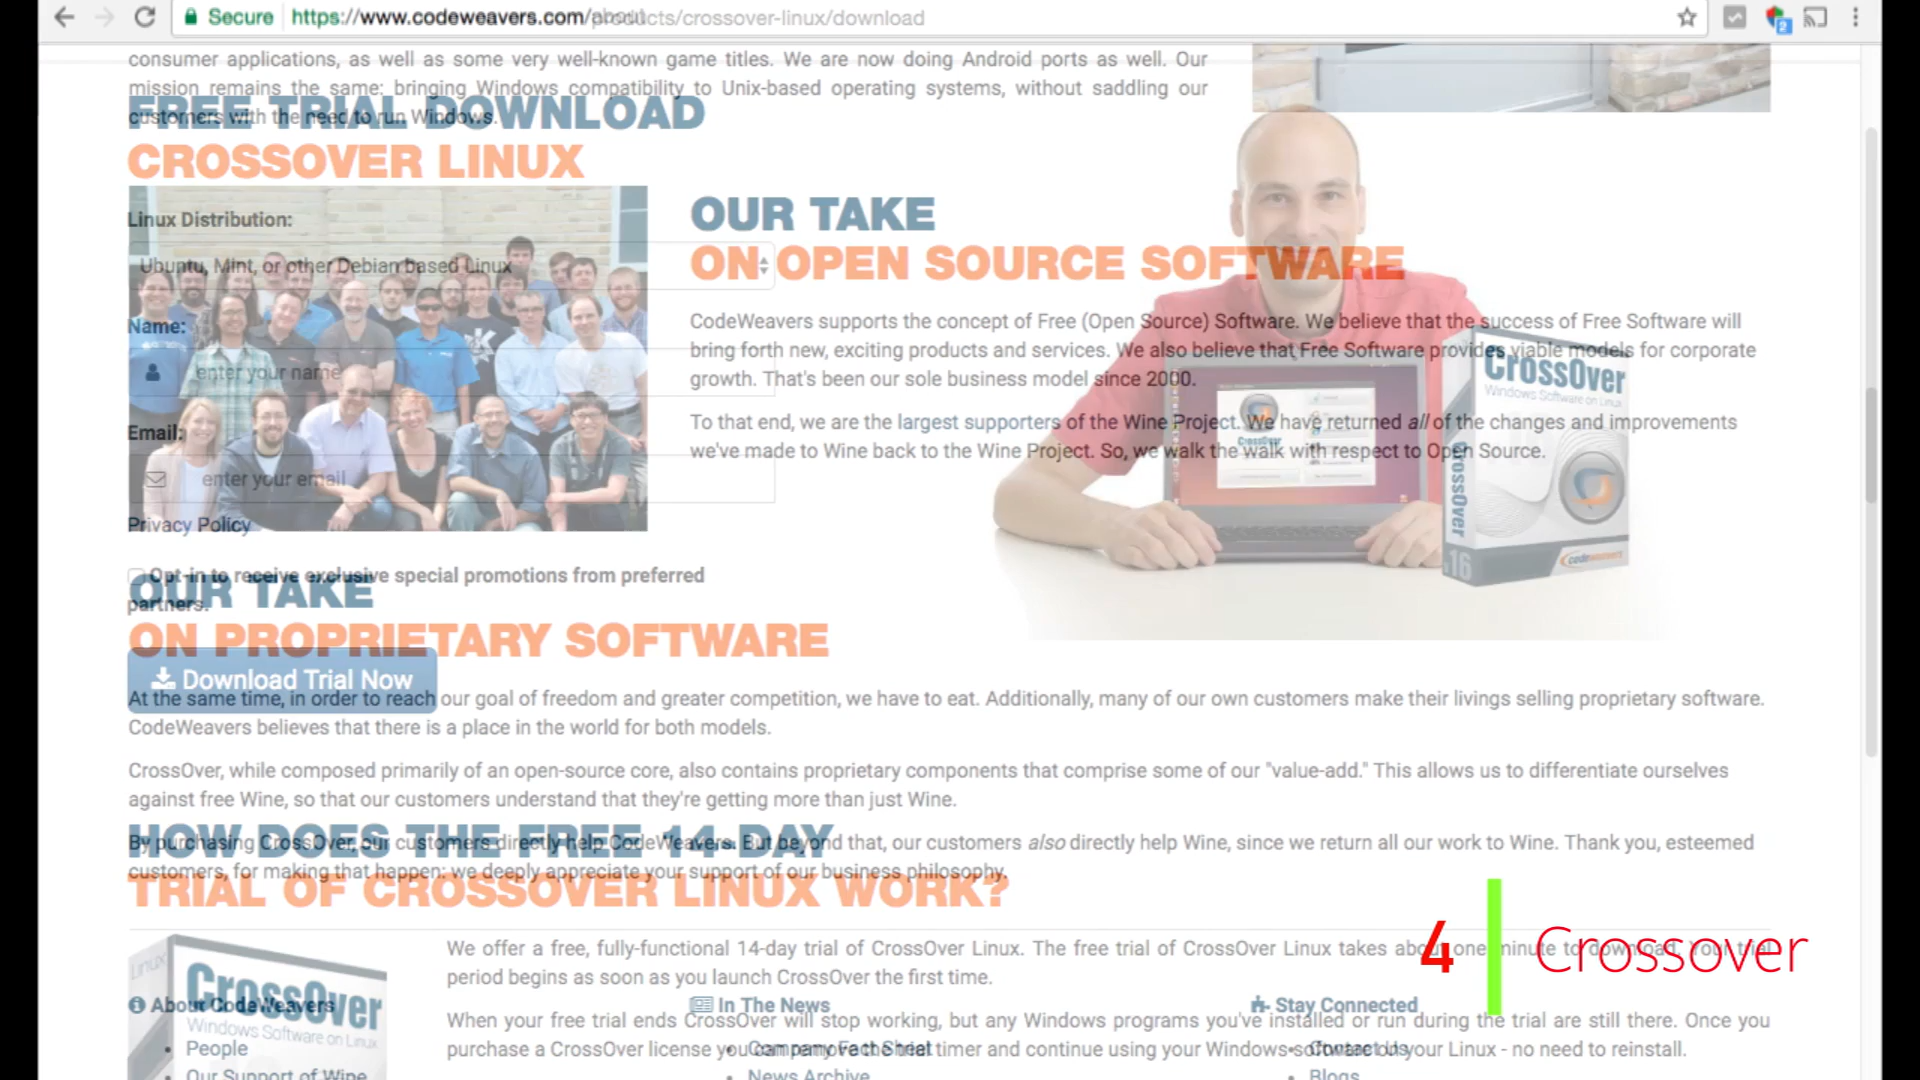 Secure https://www.codeweavers.com/products/crossover-linux/download
consumer applications, as well as some very well-known game titles. We are now doing Android ports as well. Our
mission remains the same: bringing Windows compatibility to Unix-based operating systems, without saddling our
customers with the need to run Windows.
FREE TRIAL DOWNLOAD
CROSSOVER LINUX
Linux Distribution:
Ubuntu, Mint, or other Debian based Linux
Name:
enter your name
Email:
enter your email
Privacy Policy
Opt-in to receive exclusive special promotions from preferred
partners.
Download Trial Now
OUR TAKE
ON OPEN SOURCE SOFTWARE
CodeWeavers supports the concept of Free (Open Source) Software. We believe that the success of Free Software will
bring forth new, exciting products and services. We also believe that Free Software provides viable models for corporate
growth. That's been our sole business model since 2000.
To that end, we are the largest supporters of the Wine Project. We have returned all of the changes and improvements
we've made to Wine back to the Wine Project. So, we walk the walk with respect to Open Source.
CrossOver
Windows Software on Linux
CrossOver
16
codeweavers
OUR TAKE
ON PROPRIETARY SOFTWARE
At the same time, in order to reach our goal of freedom and greater competition, we have to eat. Additionally, many of our own customers make their livings selling proprietary software.
CodeWeavers believes that there is a place in the world for both models.
CrossOver, while composed primarily of an open-source core, also contains proprietary components that comprise some of our "value-add." This allows us to differentiate ourselves
against free Wine, so that our customers understand that they're getting more than just Wine.
By purchasing CrossOver, our customers directly help CodeWeavers. But beyond that, our customers also directly help Wine, since we return all our work to Wine. Thank you, esteemed
customers, for making that happen: we deeply appreciate your support of our business philosophy.
HOW DOES THE FREE 14-DAY
TRIAL OF CROSSOVER LINUX WORK?
We offer a free, fully-functional 14-day trial of CrossOver Linux. The free trial of CrossOver Linux takes about one minute to download. Your trial
period begins as soon as you launch CrossOver the first time.
When your free trial ends CrossOver will stop working, but any Windows programs you've installed or run during the trial are still there. Once you
purchase a CrossOver license you can remove the trial timer and continue using your Windows software on your Linux - no need to reinstall.
Linux
CrossOver
Windows Software on Linux
About CodeWeavers
People
Our Support of Wine
In The News
Company Fact Sheet
News Archive
Stay Connected
Contact Us
Blogs
4 Crossover